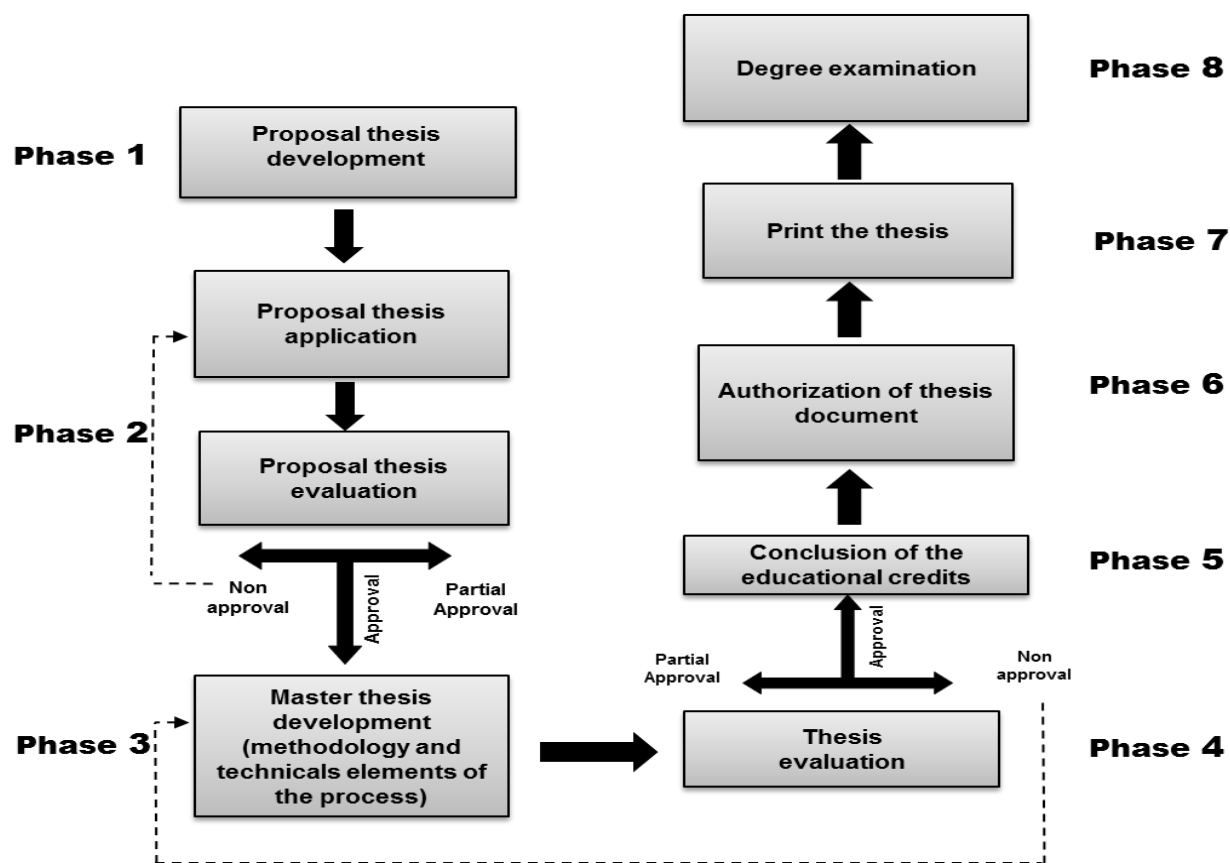 Phase 1
Proposal thesis
development
Proposal thesis
application
Phase 2
Proposal thesis
evaluation
Non
approval
Approval
Partial
Approval
Phase 3
Master thesis
development
(methodology and
technicals elements of
the process)
Thesis
evaluation
Phase 4
Partial
Approval
Approval
Non
approval
Conclusion of the
educational credits
Phase 5
Authorization of thesis
document
Phase 6
Print the thesis
Phase 7
Degree examination
Phase 8